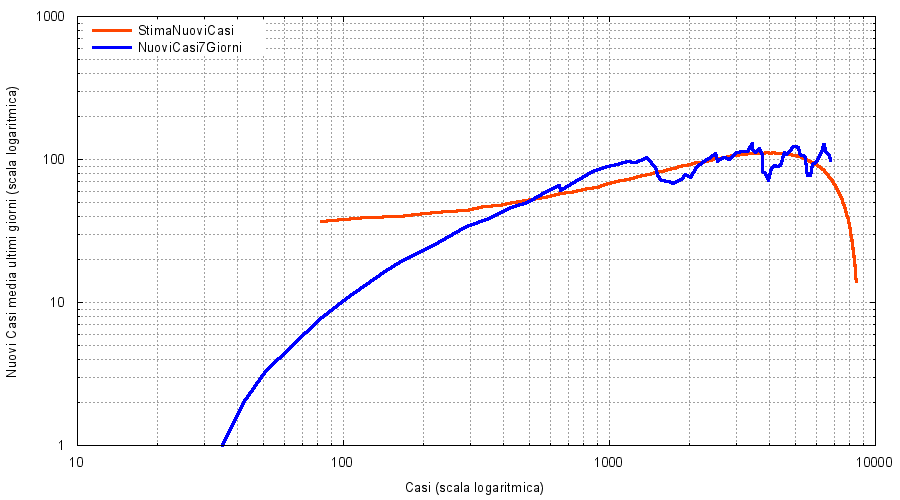 1000
StimaNuoviCasi
NuoviCasi7Giorni
100
10
1
Nuovi Casi media ultimi giorni (scala logaritmica)
10
100
1000
10000
Casi (scala logaritmica)